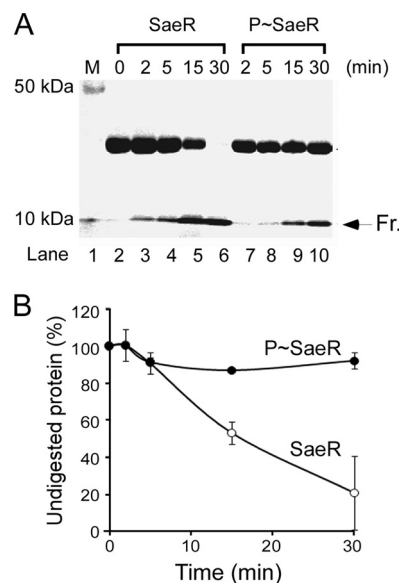 A
SaeR P~SaeR
M 0 2 5 15 30 2 5 15 30 (min)
50 kDa
10 kDa
Fr.
Lane 1 2 3 4 5 6 7 8 9 10
B
120
100
80
60
40
20
0
Undigested protein (%)
P~SaeR
SaeR
0 10 20 30
Time (min)